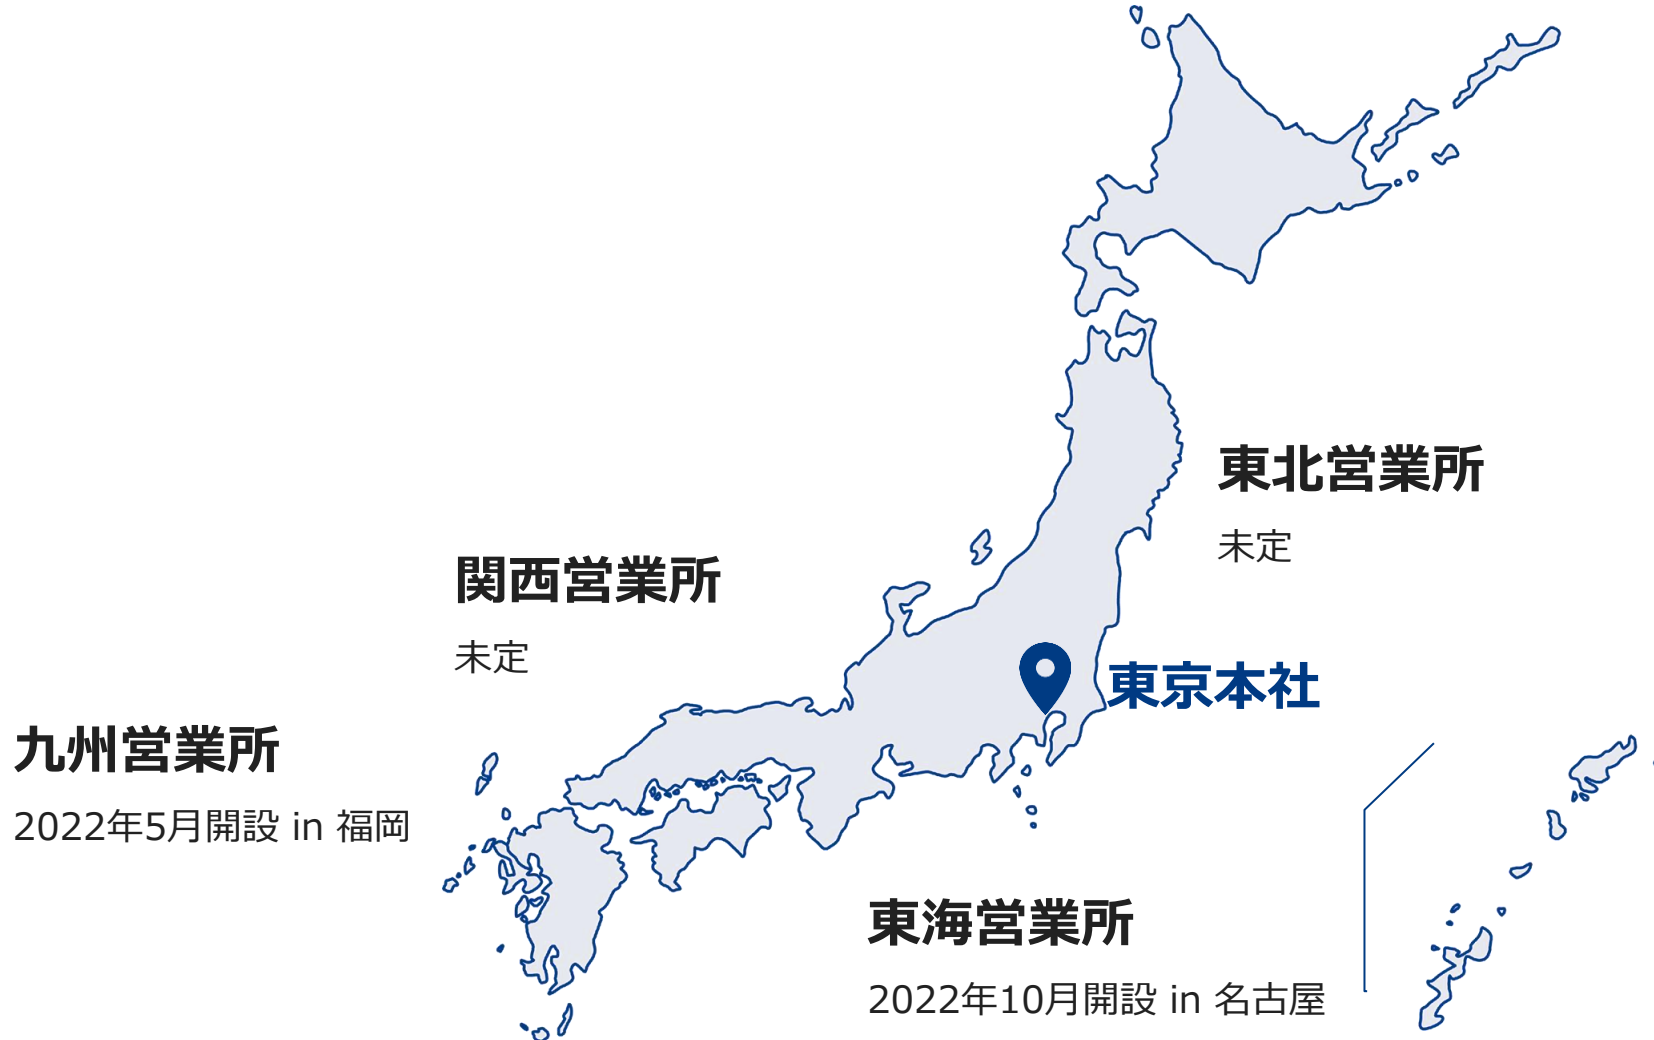 東北営業所
未定
関西営業所
未定
東京本社
九州営業所
2022年5月開設 in 福岡
東海営業所
2022年10月開設 in 名古屋